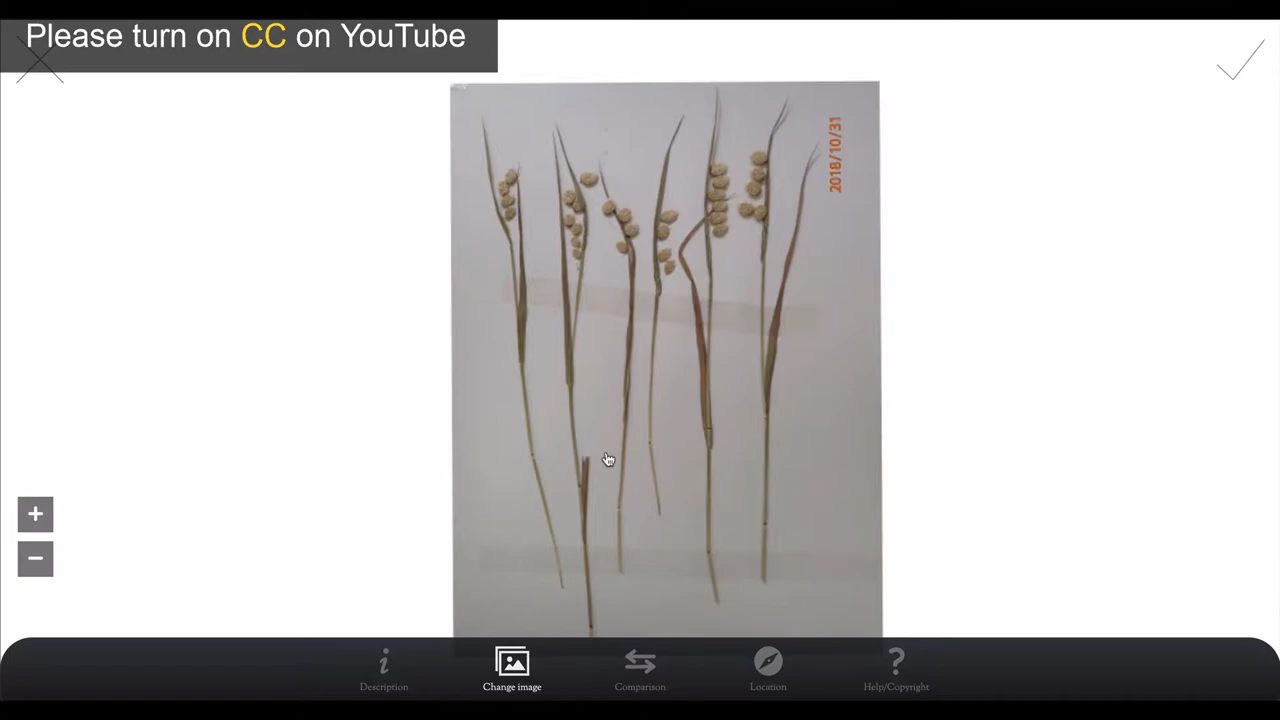 Please turn on CC on YouTube
2018/10/31
Description
Change image
Comparison
Location
Help/Copyright